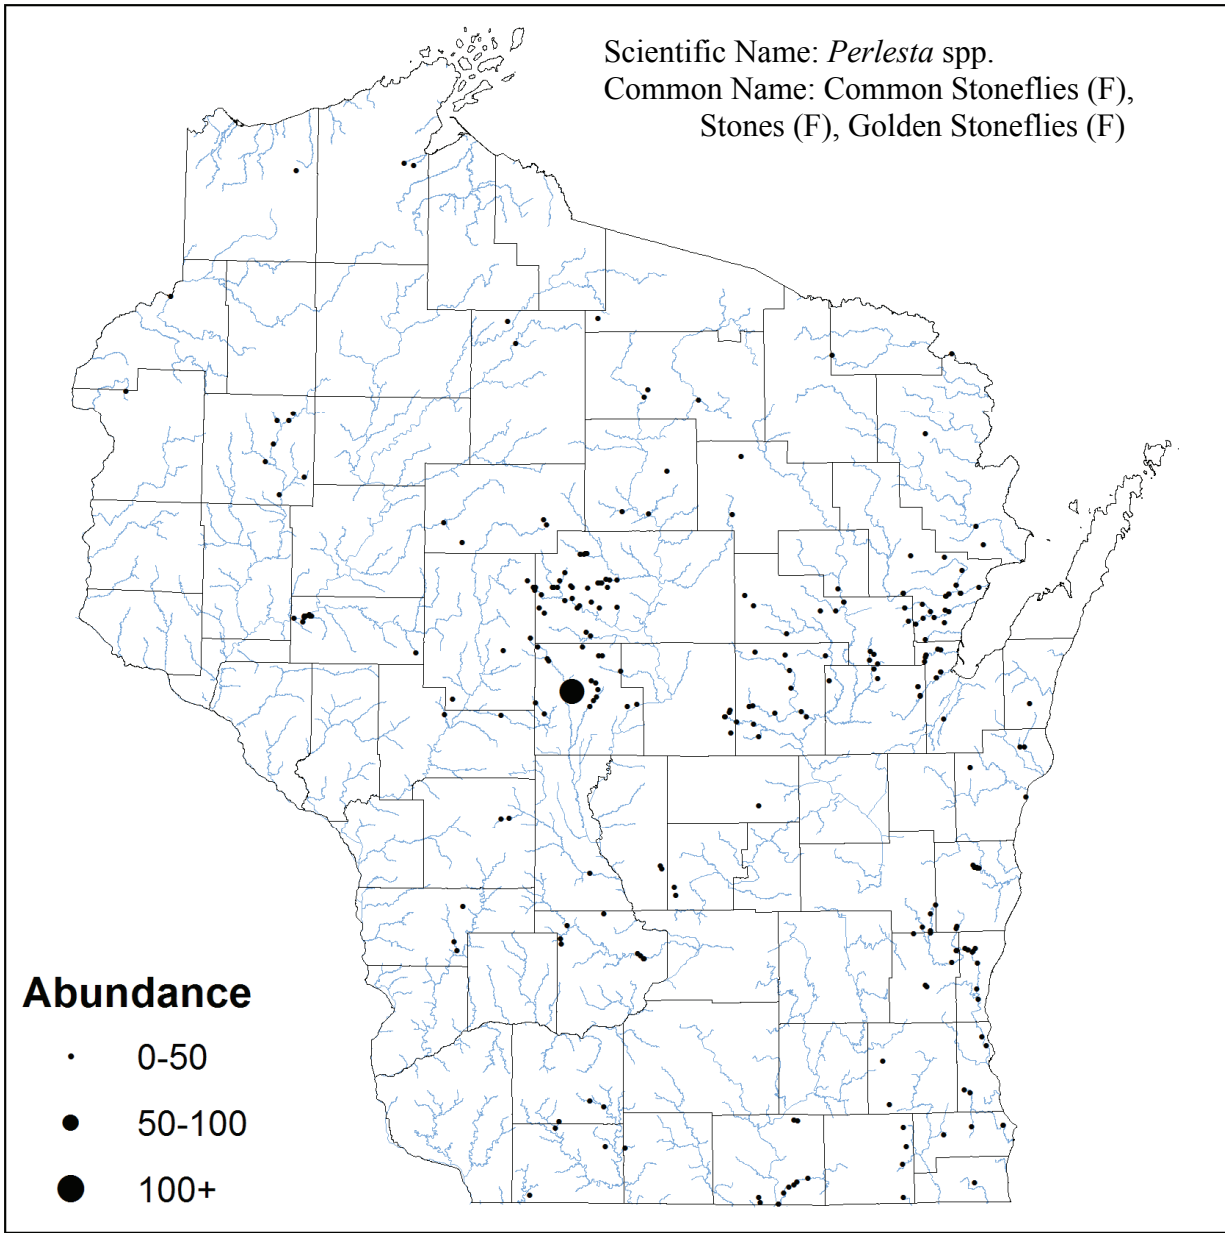 Scientific Name: Perlesta spp.
Common Name: Common Stoneflies (F),
Stones (F), Golden Stoneflies (F)
Abundance
0-50
50-100
100+